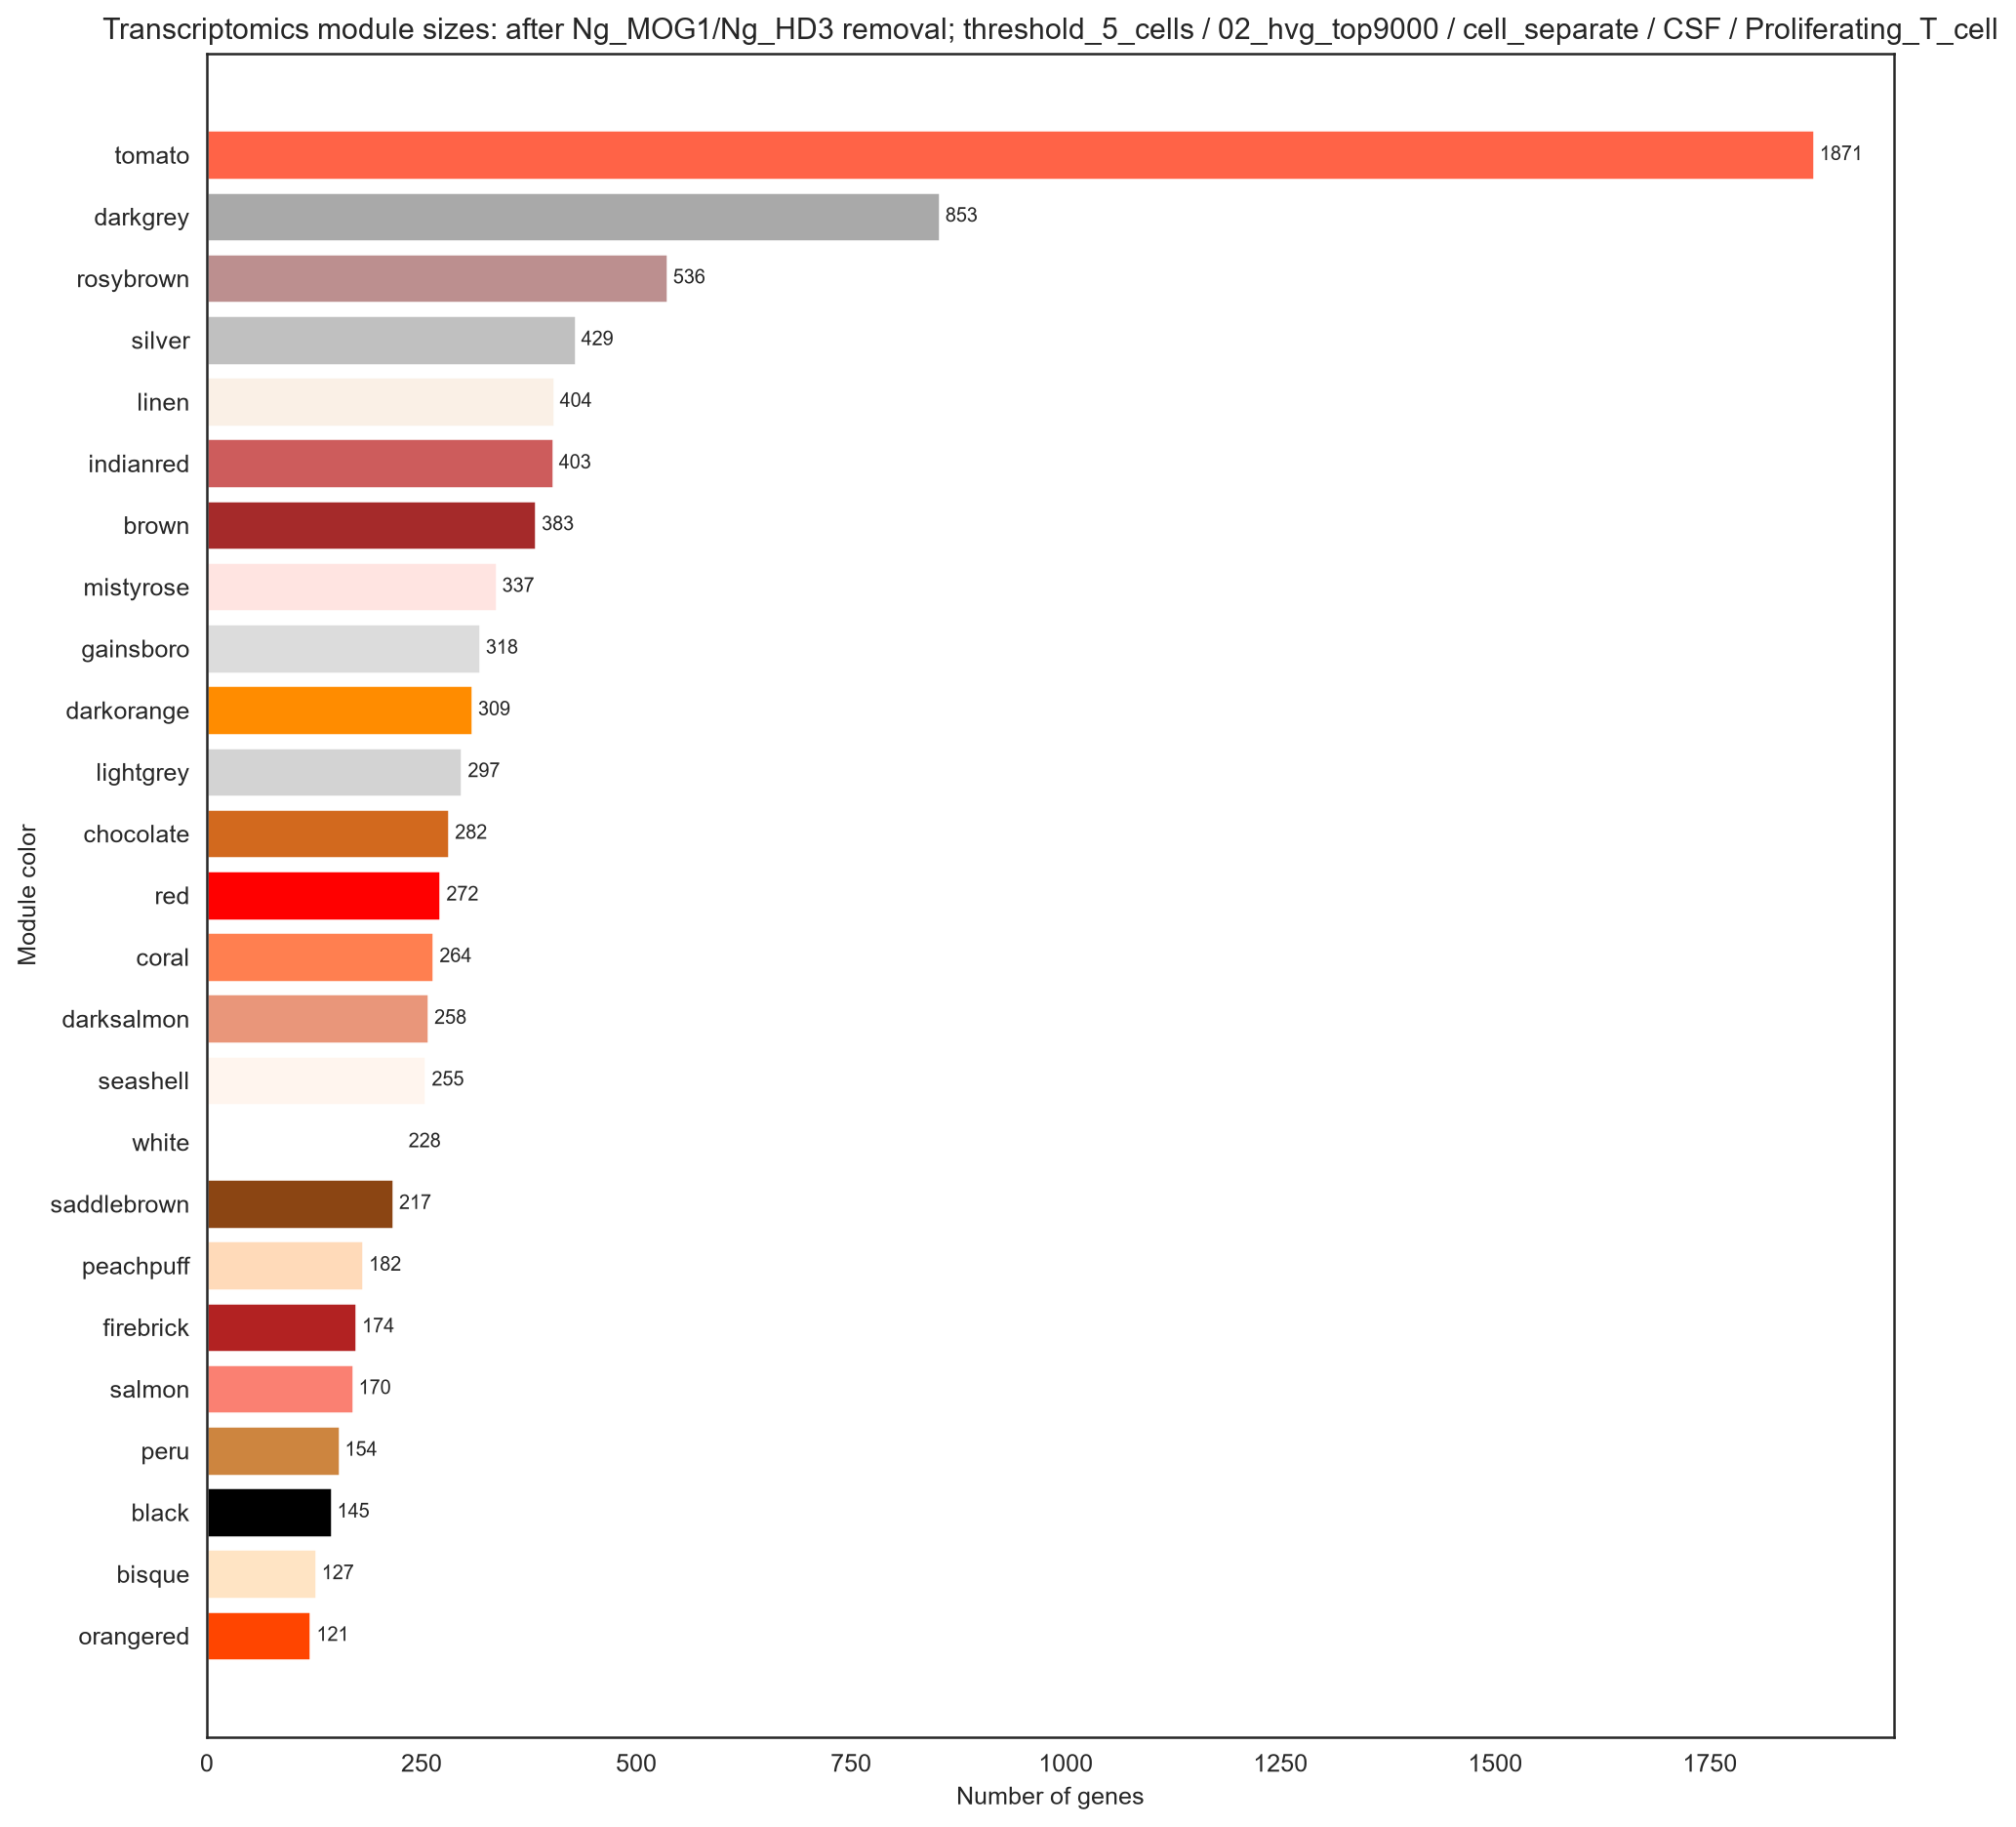 Transcriptomics module sizes: after Ng_MOG1/Ng_HD3 removal; threshold_5_cells / 02_hvg_top9000 / cell_separate / CSF / Proliferating_T_cell
tomato 1871
darkgrey 853
rosybrown 536
silver 429
linen 404
indianred 403
brown 383
mistyrose 337
gainsboro 318
darkorange 309
lightgrey 297
chocolate 282
red 272
coral 264
darksalmon 258
seashell 255
white 228
saddlebrown 217
peachpuff 182
firebrick 174
salmon 170
peru 154
black 145
bisque 127
orangered 121
Module color
0 250 500 750 1000 1250 1500 1750
Number of genes